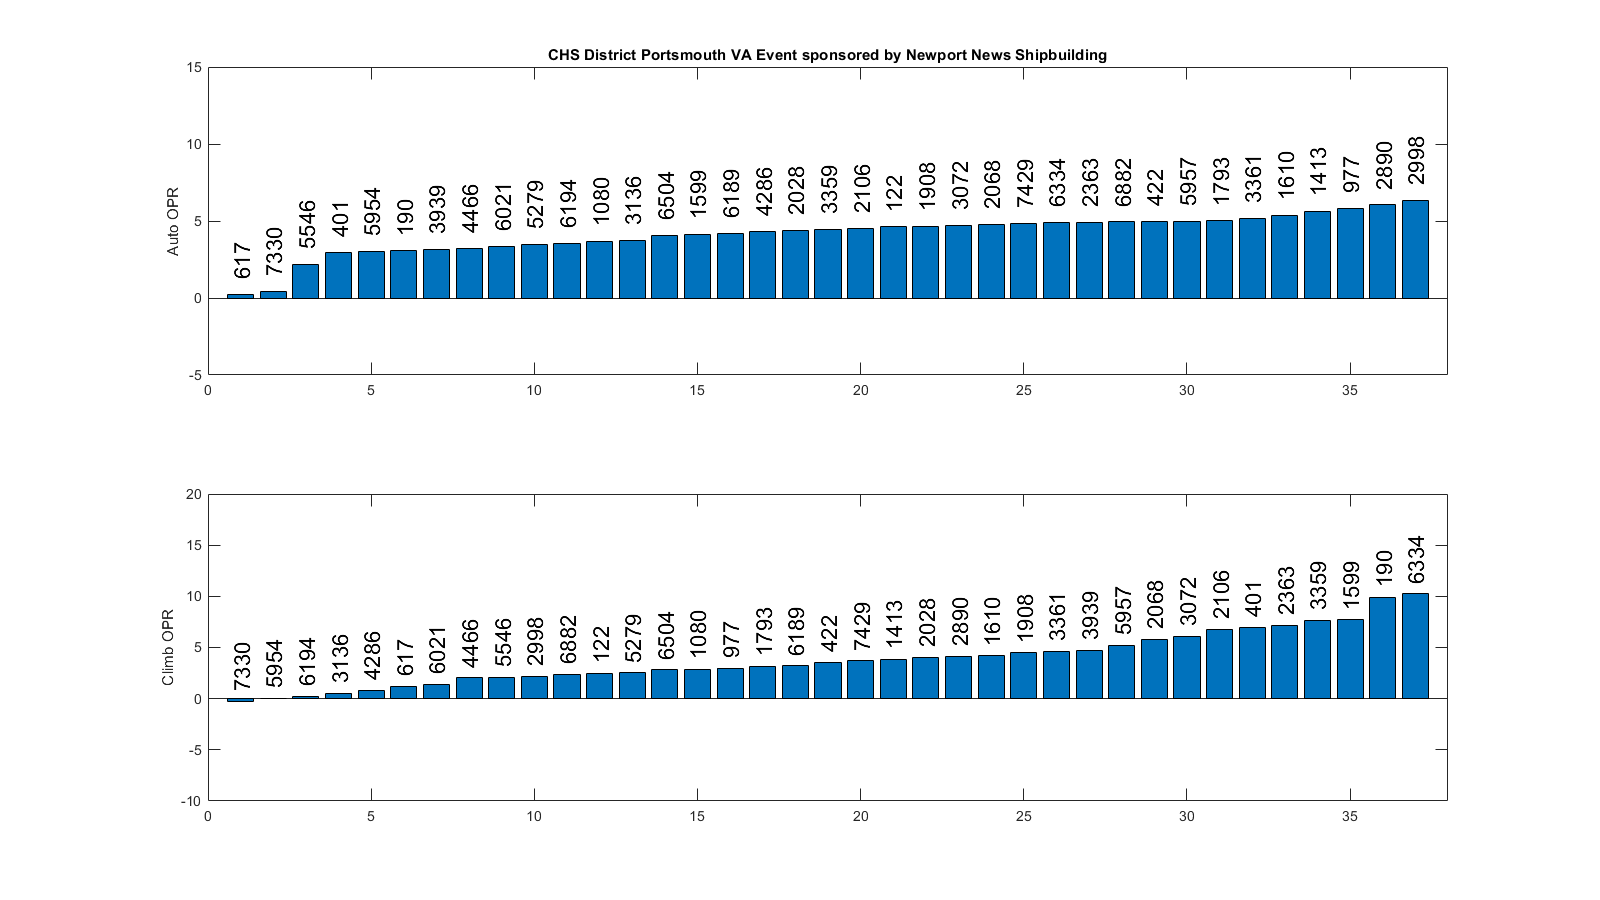 CHS District Portsmouth VA Event sponsored by Newport News Shipbuilding
15
10
5
0
-5
Auto OPR
617 7330 5546 401 5954 190 3939 4466 6021 5279 6194 1080 3136 6504 1599 6189 4286 2028 3359 2106 122 1908 3072 2068 7429 6334 2363 6882 422 5957 1793 3361 1610 1413 977 2890 2998
0 5 10 15 20 25 30 35
20
15
10
5
0
-5
-10
Climb OPR
7330 5954 6194 3136 4286 617 6021 4466 5546 2998 6882 122 5279 6504 1080 977 1793 6189 422 7429 1413 2028 2890 1610 1908 3361 3939 5957 2068 3072 2106 401 2363 3359 1599 190 6334
0 5 10 15 20 25 30 35